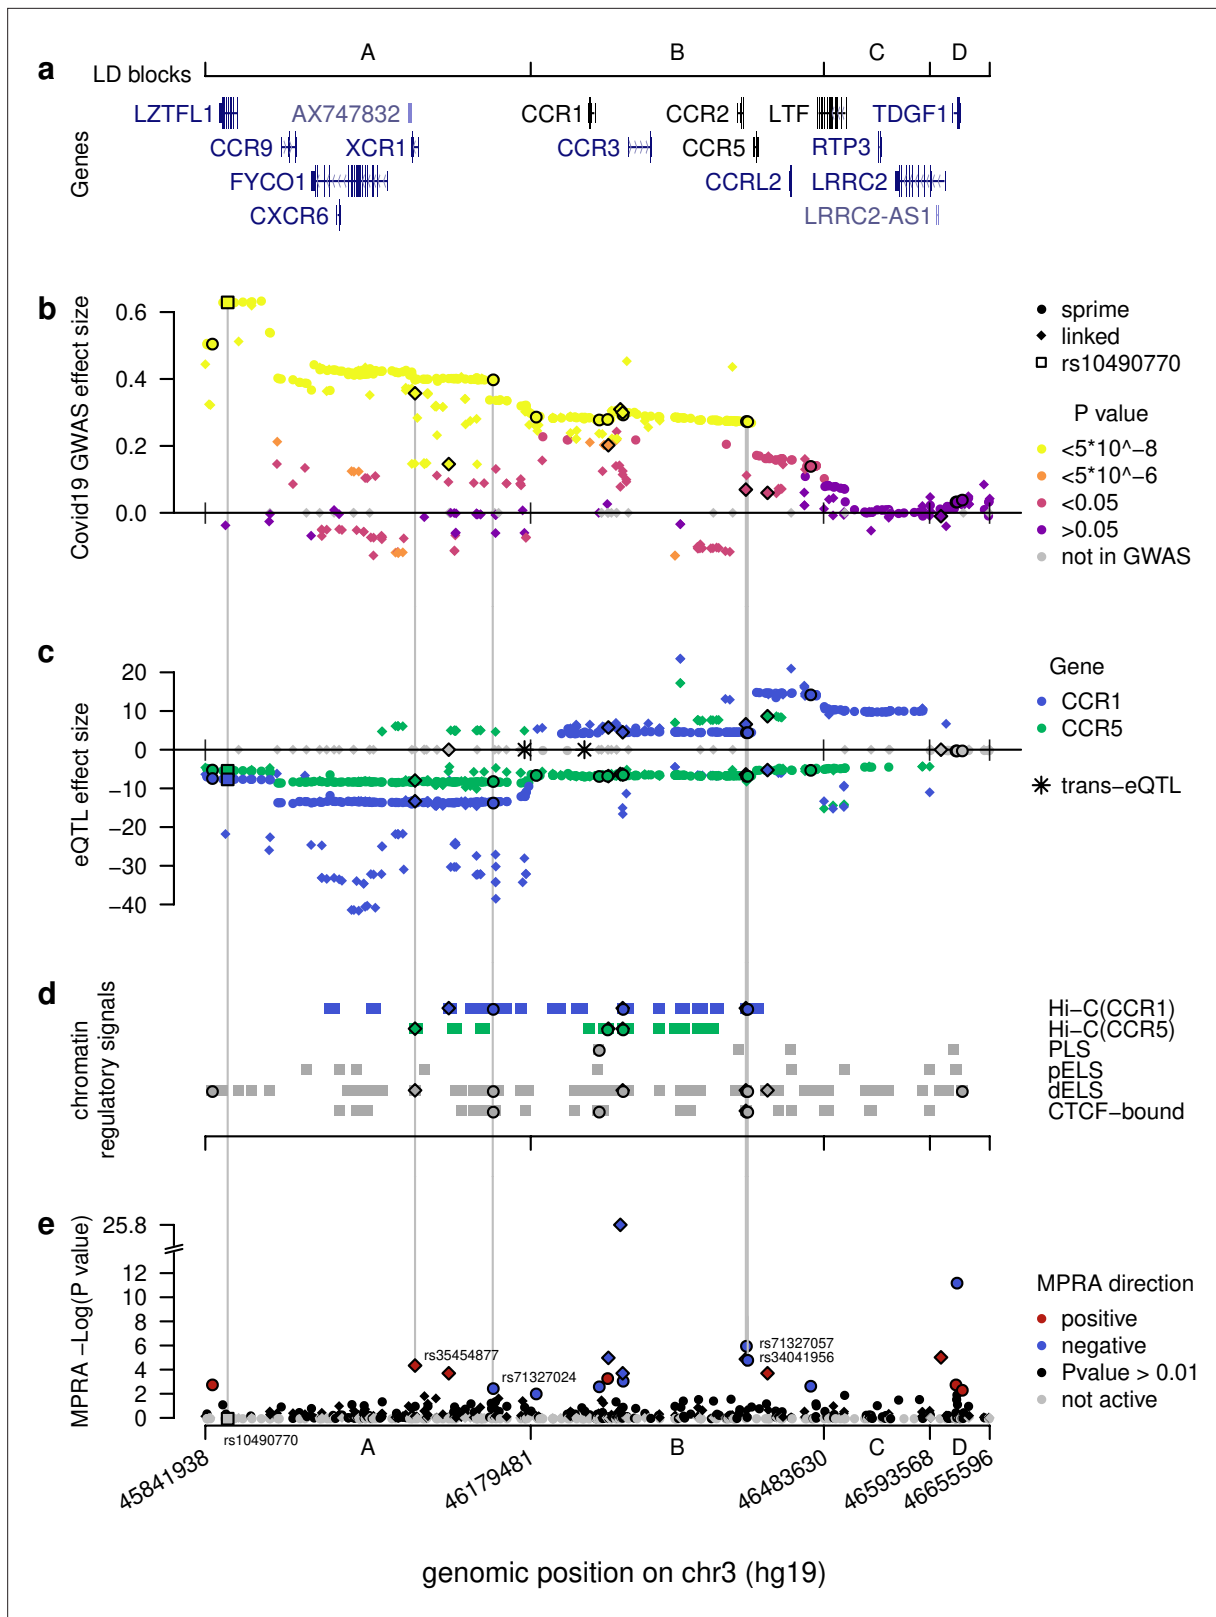 a
LD blocks
A
B
C
D
Genes
LZTFL1
AX747832
CCR1
CCR2
LTF
TDGF1
CCR9
XCR1
CCR3
CCR5
RTP3
FYCO1
CCRL2
LRRC2
CXCR6
LRRC2−AS1
b
Covid19 GWAS effect size
0.6
0.4
0.2
0.0
sprime
linked
rs10490770
P value
<5*10^−8
<5*10^−6
<0.05
>0.05
not in GWAS
c
eQTL effect size
20
10
0
−10
−20
−30
−40
Gene
CCR1
CCR5
trans−eQTL
d
chromatin
regulatory signals
Hi−C(CCR1)
Hi−C(CCR5)
PLS
pELS
dELS
CTCF−bound
e
MPRA −Log(P value)
25.8
12
10
8
6
4
2
0
rs35454877
rs71327024
rs71327057
rs34041956
rs10490770
MPRA direction
positive
negative
Pvalue > 0.01
not active
A
B
C
D
45841938
46179481
46483630
46593568
46655596
genomic position on chr3 (hg19)